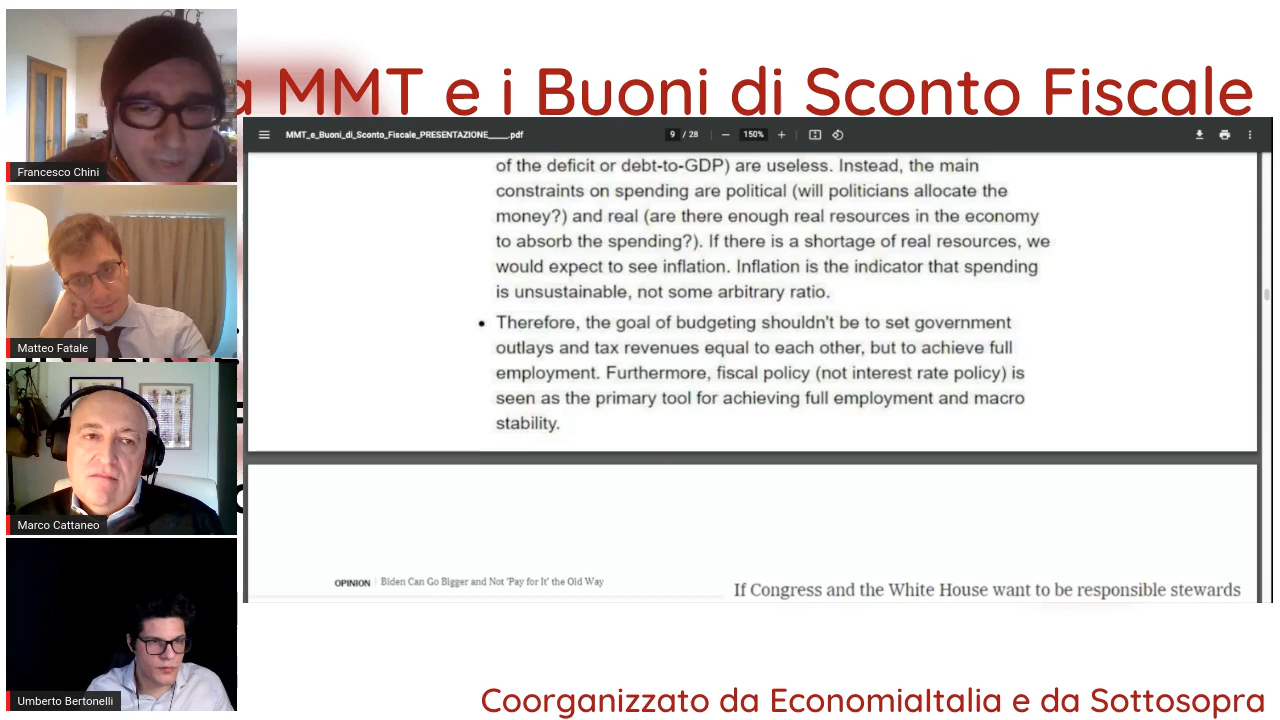 a MMT e i Buoni di Sconto Fiscale
MMT_e_Buoni_di_Sconto_Fiscale_PRESENTAZIONE_____.pdf
9 / 28
150%
of the deficit or debt-to-GDP) are useless. Instead, the main
constraints on spending are political (will politicians allocate the
money?) and real (are there enough real resources in the economy
to absorb the spending?). If there is a shortage of real resources, we
would expect to see inflation. Inflation is the indicator that spending
is unsustainable, not some arbitrary ratio.
• Therefore, the goal of budgeting shouldn't be to set government
outlays and tax revenues equal to each other, but to achieve full
employment. Furthermore, fiscal policy (not interest rate policy) is
seen as the primary tool for achieving full employment and macro
stability.
OPINION | Biden Can Go Bigger and Not 'Pay for It' the Old Way
If Congress and the White House want to be responsible stewards
Francesco Chini
Matteo Fatale
Marco Cattaneo
Umberto Bertonelli
Coorganizzato da EconomiaItalia e da Sottosopra